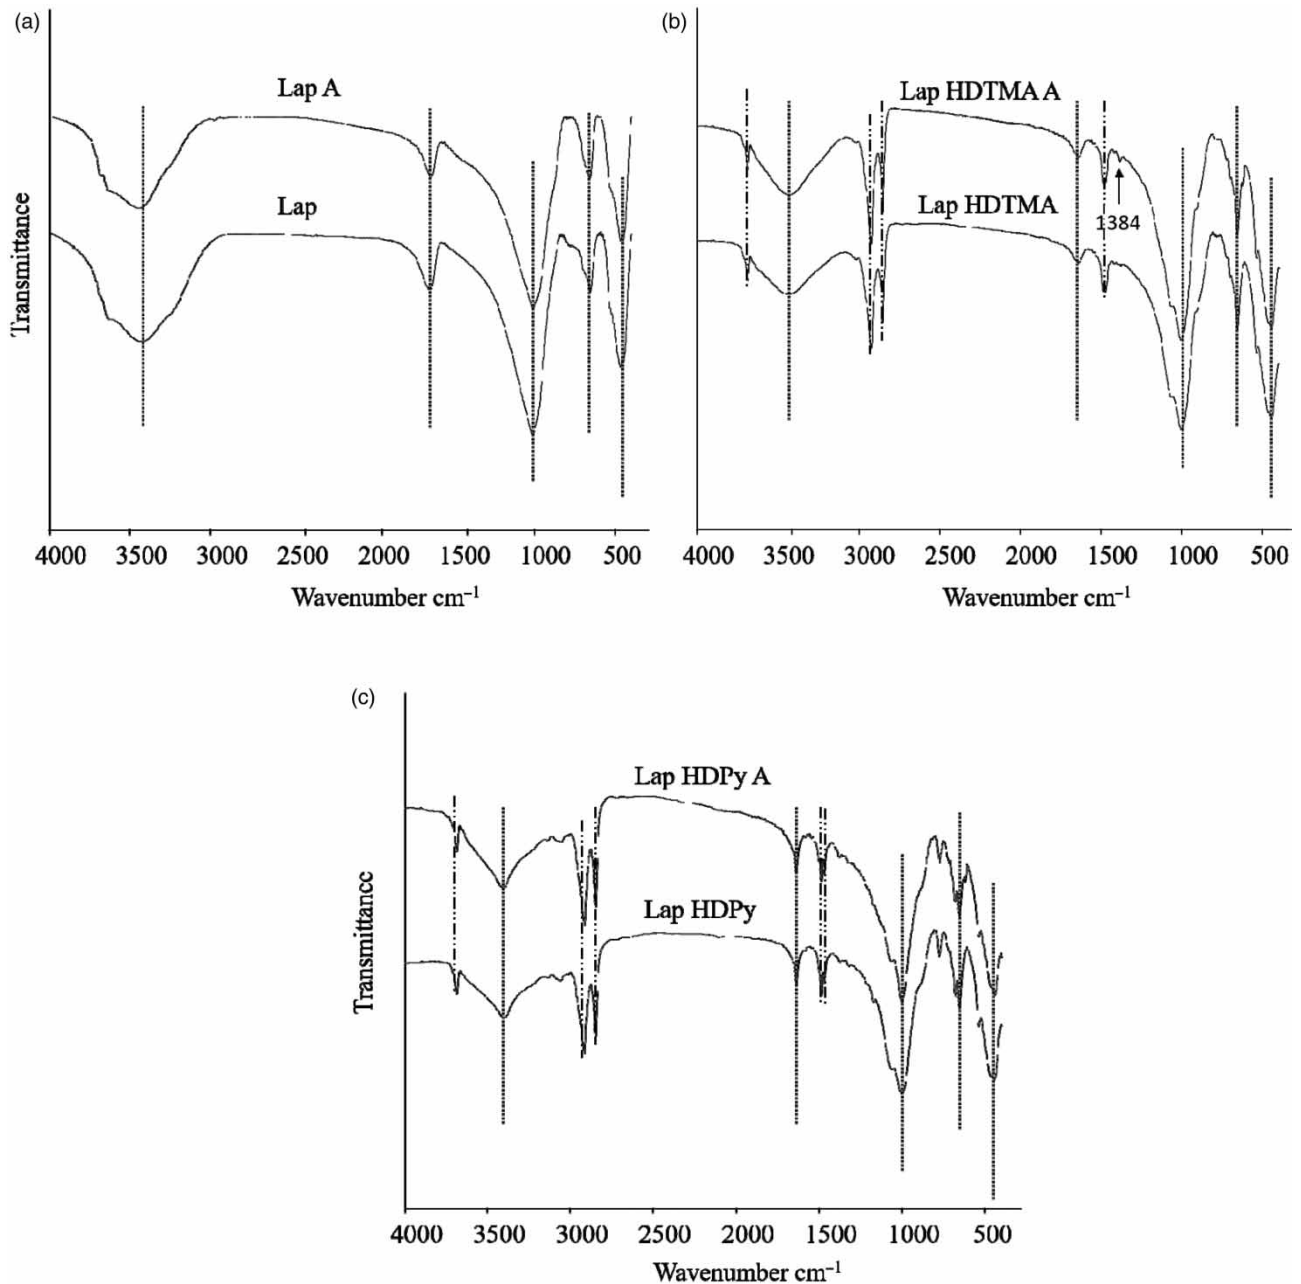 (a)
Lap A
Lap
Transmittance
4000 3500 3000 2000 1500 1000 500
Wavenumber cm⁻¹
(b)
Lap HDTMA A
Lap HDTMA
1384
4000 3500 3000 2500 2000 1500 1000 500
Wavenumber cm⁻¹
(c)
Lap HDPy A
Lap HDPy
Transmittance
4000 3500 3000 2500 2000 1500 1000 500
Wavenumber cm⁻¹